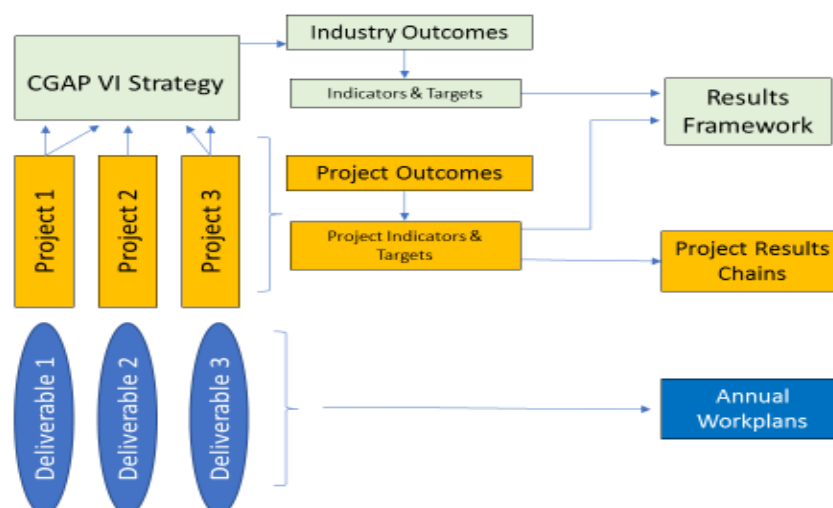 Industry Outcomes
CGAP VI Strategy
Indicators & Targets
Results
Framework
Project 1
Project 2
Project 3
Project Outcomes
Project Indicators &
Targets
Project Results
Chains
Deliverable 1
Deliverable 2
Deliverable 3
Annual
Workplans